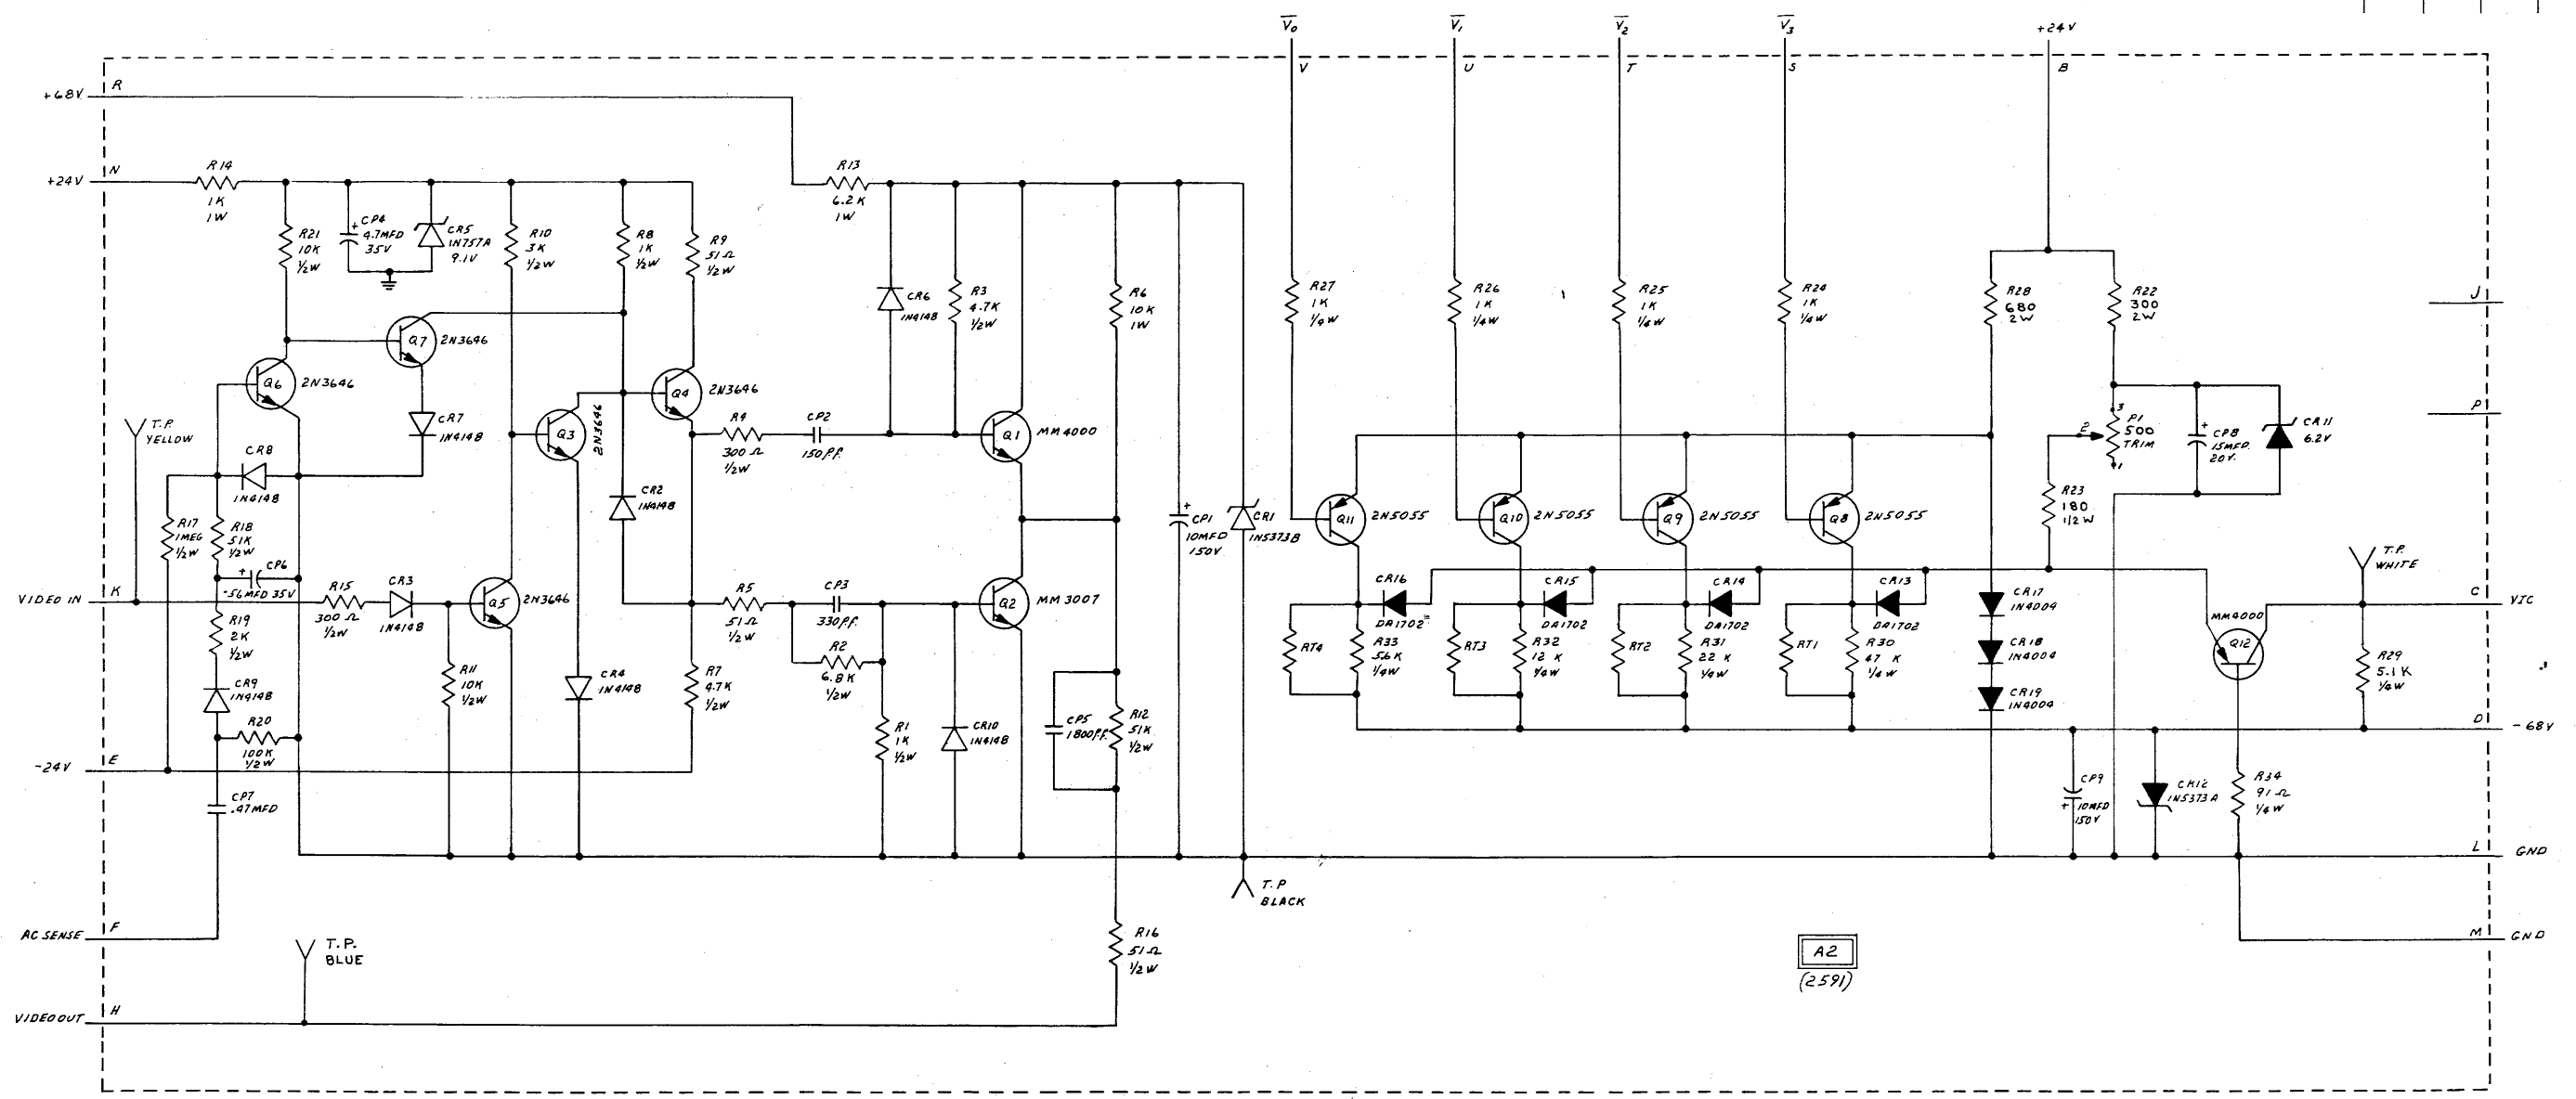 V0
V1
V2
V3
+24V
V
U
T
S
B
+68V
R
+24V
N
R14
1K
1W
R21
10K
1/2W
CP4
4.7MFD
35V
+
CR5
1N757A
9.1V
R10
3K
1/2W
R8
1K
1/2W
R9
51Ω
1/2W
R13
6.2K
1W
CR6
1N4148
R3
4.7K
1/2W
R6
10K
1W
R27
1K
1/4W
R26
1K
1/4W
R25
1K
1/4W
R24
1K
1/4W
R28
680
2W
R22
300
2W
J
P
Q7
2N3646
Q6
2N3646
CR7
1N4148
Q3
2N3646
Q4
2N3646
R4
300Ω
1/2W
CP2
150PF.
Q1
MM4000
T.P.
YELLOW
CR8
1N4148
R17
1MEG
1/2W
R18
51K
1/2W
+
CP6
.56MFD 35V
CR2
1N4148
+
CP1
10MFD
150V
CR1
1N5373B
Q11
2N5055
Q10
2N5055
Q9
2N5055
Q8
2N5055
3
2
1
P1
500
TRIM
+
CP8
15MFD.
20V.
CR11
6.2V
R23
180
1/2W
VIDEO IN
K
R15
300Ω
1/2W
CR3
1N4148
Q5
2N3646
R5
51Ω
1/2W
CP3
330PF.
Q2
MM3007
R2
6.8K
1/2W
R19
2K
1/2W
CR9
1N4148
R20
100K
1/2W
R11
10K
1/2W
CR4
1N4148
R7
4.7K
1/2W
R1
1K
1/2W
CR10
1N4148
CP5
1800PF.
R12
51K
1/2W
CR16
DA1702
CR15
DA1702
CR14
DA1702
CR13
DA1702
RT4
R33
56K
1/4W
RT3
R32
12 K
1/4W
RT2
R31
22 K
1/4W
RT1
R30
47 K
1/4W
CR17
1N4004
CR18
1N4004
CR19
1N4004
T.P.
WHITE
C
VIC
MM4000
Q12
R29
5.1K
1/4W
D
-68V
-24V
E
CP7
.47MFD
CP9
+
10MFD
150V
CR12
1N5373A
R34
91Ω
1/4W
L
GND
T.P
BLACK
AC SENSE
F
T.P.
BLUE
R16
51Ω
1/2W
M
GND
A2
(2591)
VIDEO OUT
H